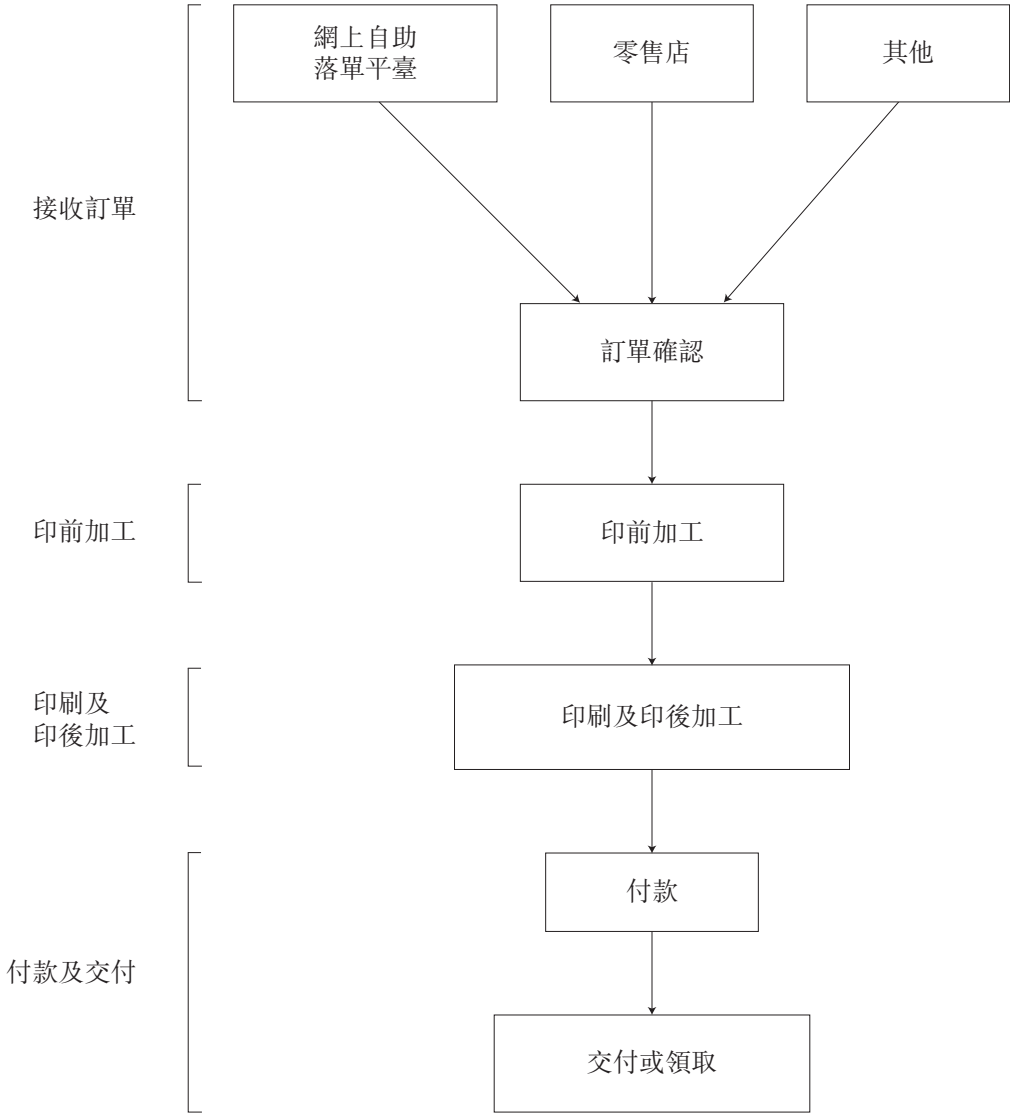 網上自助
落單平臺
零售店
其他
接收訂單
訂單確認
印前加工
印前加工
印刷及
印後加工
印刷及印後加工
付款
付款及交付
交付或領取